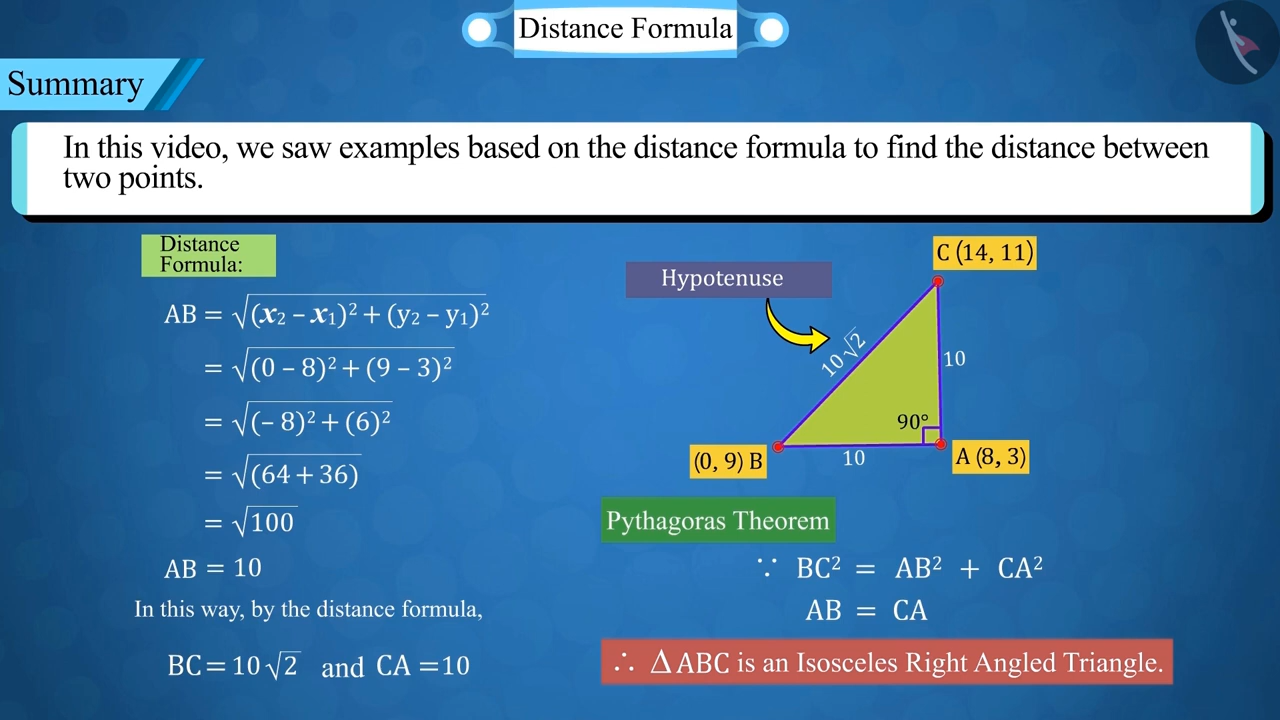 Distance Formula
Summary
In this video, we saw examples based on the distance formula to find the distance between
two points.
Distance
Formula:
AB = √(x₂ – x₁)² + (y₂ – y₁)²
= √(0 – 8)² + (9 – 3)²
= √(– 8)² + (6)²
= √(64 + 36)
= √100
AB = 10
In this way, by the distance formula,
BC = 10 √2 and CA = 10
Hypotenuse
C (14, 11)
10 √2
10
90°
(0, 9) B
10
A (8, 3)
Pythagoras Theorem
∵ BC² = AB² + CA²
AB = CA
∴ Δ ABC is an Isosceles Right Angled Triangle.